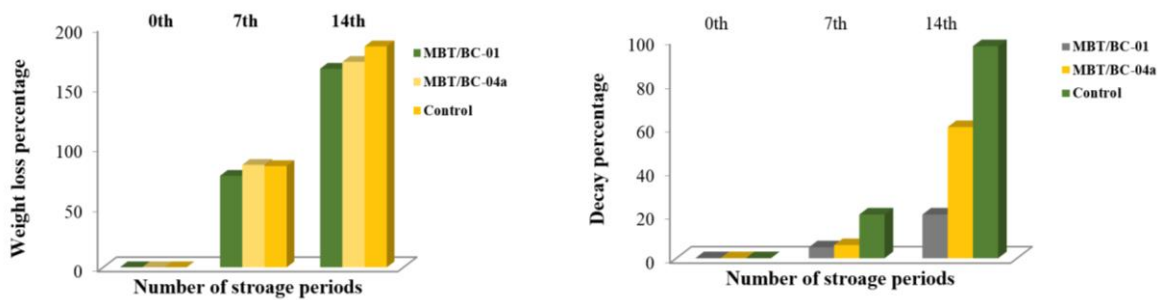 0th 7th 14th
Weight loss percentage
200
150
100
50
0
MBT/BC-01
MBT/BC-04a
Control
Number of stroage periods
0th 7th 14th
Decay percentage
100
80
60
40
20
0
MBT/BC-01
MBT/BC-04a
Control
Number of stroage periods